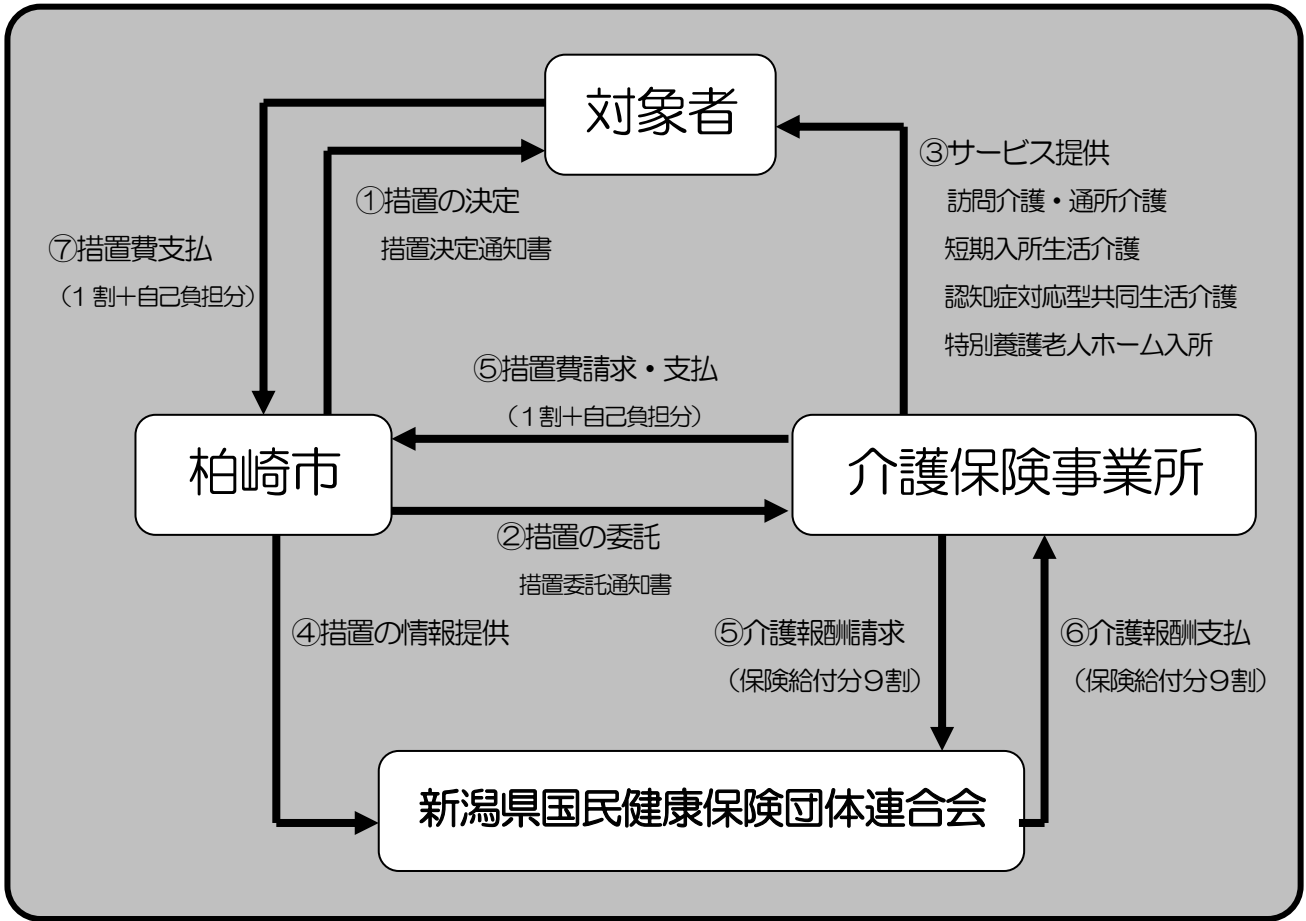 対象者
③サービス提供
訪問介護・通所介護
短期入所生活介護
認知症対応型共同生活介護
特別養護老人ホーム入所
①措置の決定
措置決定通知書
⑦措置費支払
（1割＋自己負担分）
⑤措置費請求・支払
（1割＋自己負担分）
柏崎市
介護保険事業所
②措置の委託
措置委託通知書
④措置の情報提供
⑤介護報酬請求
（保険給付分9割）
⑥介護報酬支払
（保険給付分9割）
新潟県国民健康保険団体連合会